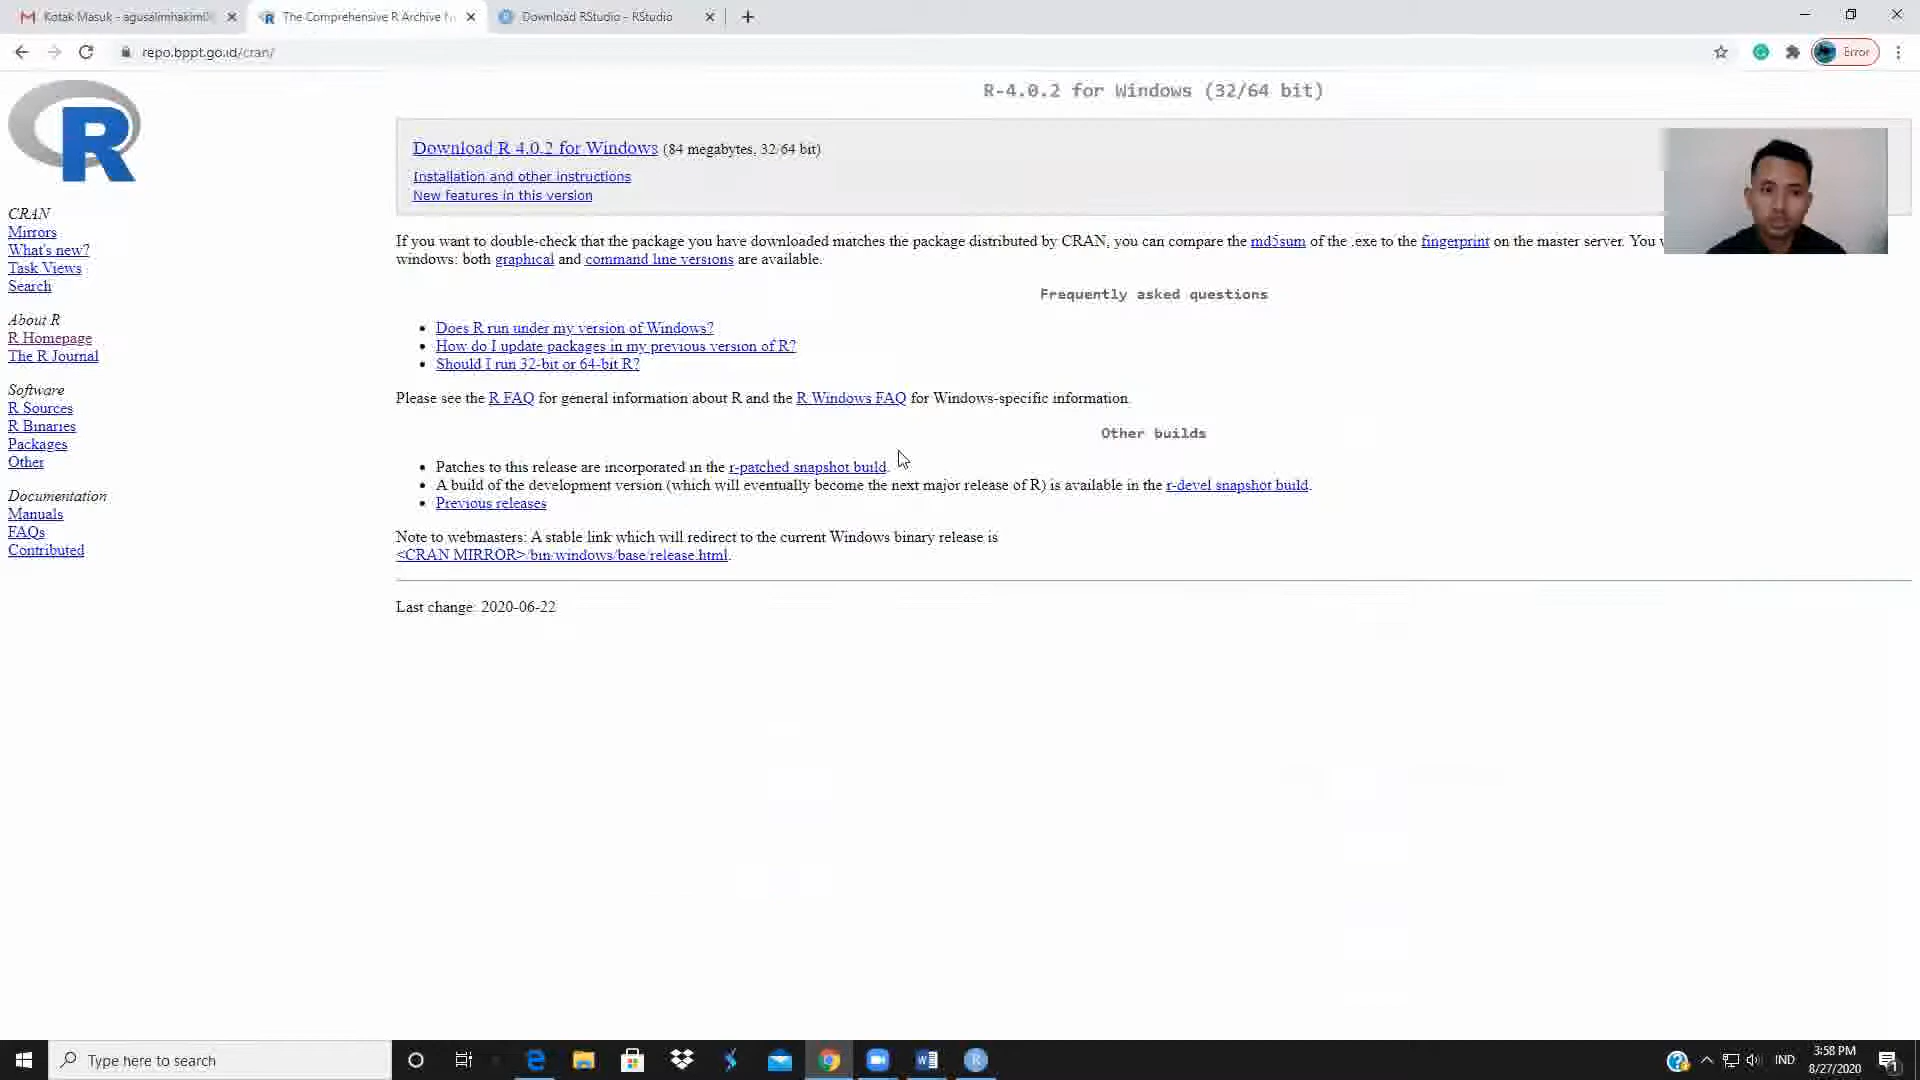 Kotak Masuk - agusalimhakim0
The Comprehensive R Archive N
Download RStudio - RStudio
repo.bppt.go.id/cran/
Error
R
CRAN
Mirrors
What's new?
Task Views
Search
About R
R Homepage
The R Journal
Software
R Sources
R Binaries
Packages
Other
Documentation
Manuals
FAQs
Contributed
R-4.0.2 for Windows (32/64 bit)
Download R 4.0.2 for Windows (84 megabytes, 32/64 bit)
Installation and other instructions
New features in this version
If you want to double-check that the package you have downloaded matches the package distributed by CRAN, you can compare the md5sum of the .exe to the fingerprint on the master server. You
windows: both graphical and command line versions are available.
Frequently asked questions
Does R run under my version of Windows?
How do I update packages in my previous version of R?
Should I run 32-bit or 64-bit R?
Please see the R FAQ for general information about R and the R Windows FAQ for Windows-specific information.
Other builds
Patches to this release are incorporated in the r-patched snapshot build.
A build of the development version (which will eventually become the next major release of R) is available in the r-devel snapshot build.
Previous releases
Note to webmasters: A stable link which will redirect to the current Windows binary release is
<CRAN MIRROR>/bin/windows/base/release.html.
Last change: 2020-06-22
Type here to search
IND
3:58 PM
8/27/2020